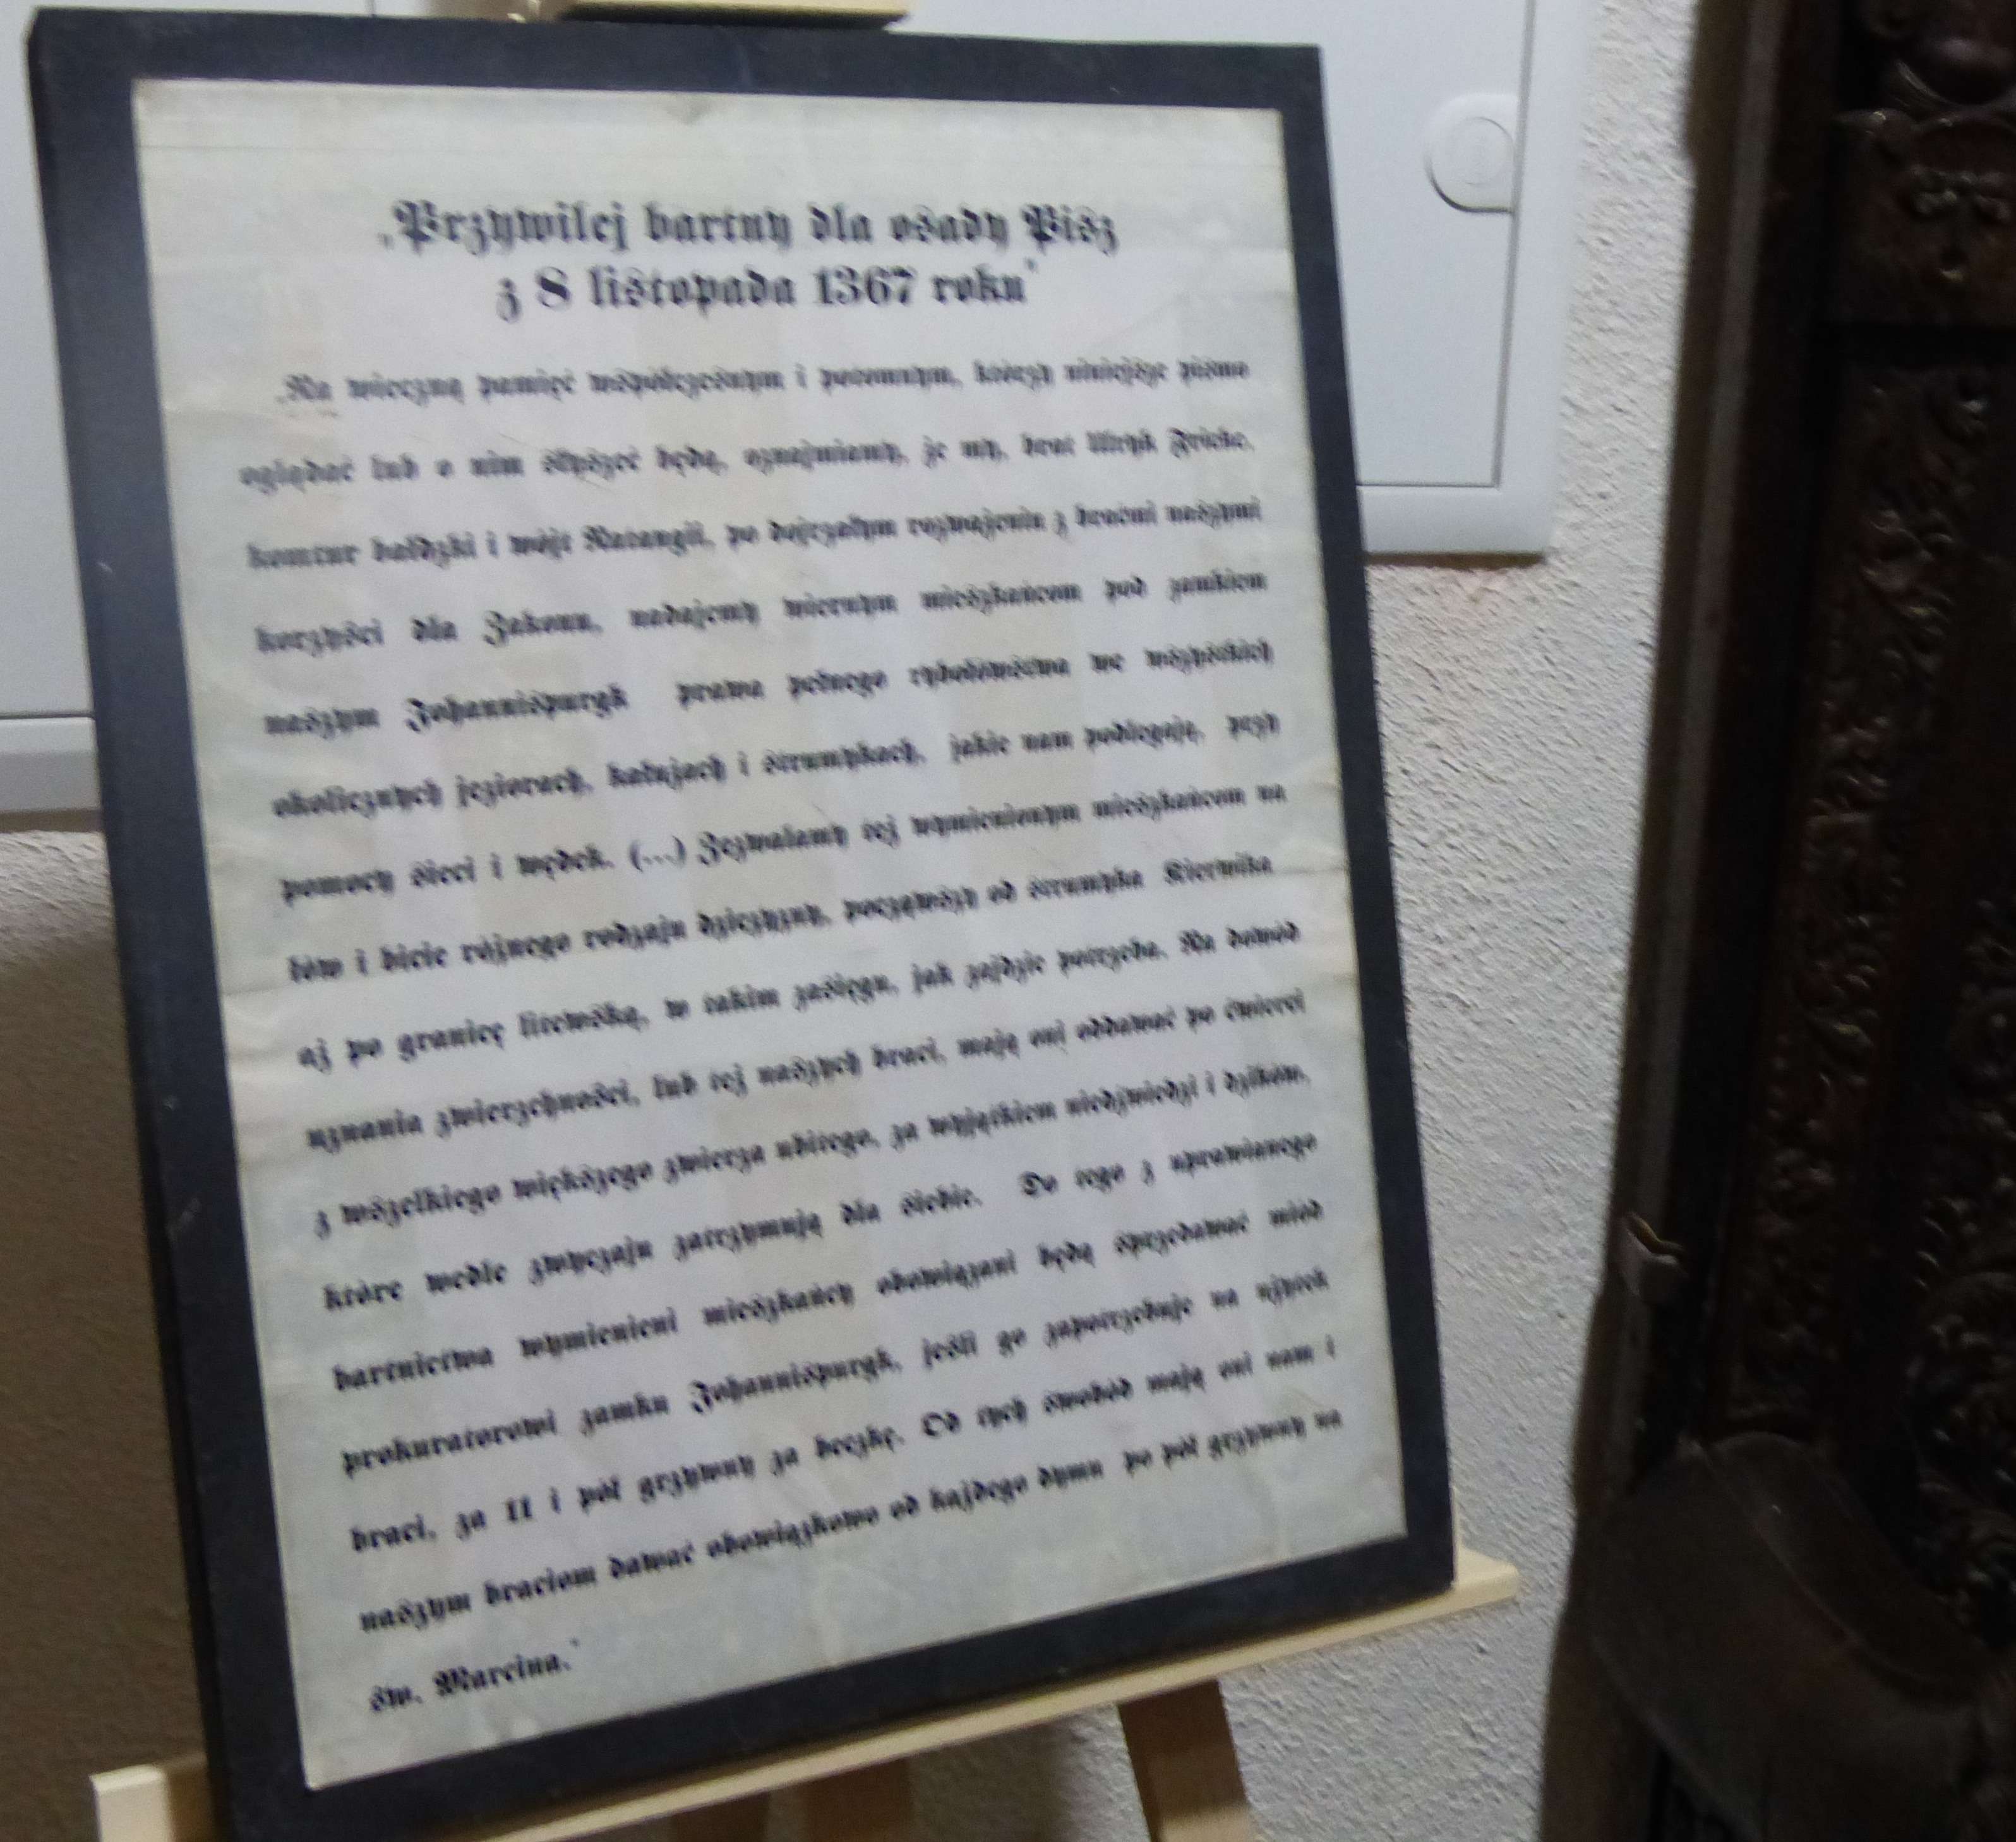 „Przywilej bartny dla osady Pisz
z 8 listopada 1367 roku"
„Na wieczną pamięć współczesnym i potomnym, którzy niniejsze pismo
oglądać lub o nim słyszeć będą, oznajmiamy, że my, brat Ulryk Fricke,
komtur bałdzki i wójt Natangii, po dojrzałym rozważeniu z braćmi naszymi
korzyści dla Zakonu, nadajemy wiernym mieszkańcom pod zamkiem
naszym Johannispurgk prawa pełnego rybołówstwa we wszystkich
okolicznych jeziorach, kałużach i strumykach, jakie nam podlegają, przy
pomocy sieci i wędek. (...) Zezwalamy też wymienionym mieszkańcom na
łów i bicie różnego rodzaju dziczyzny, począwszy od strumyka Kierwika
aż po granicę litewską, w takim zasięgu, jak zajdzie potrzeba. Na dowód
uznania zwierzchności, lub też naszych braci, mają oni oddawać po ćwierci
z wszelkiego większego zwierza ubitego, za wyjątkiem niedźwiedzi i dzików,
które wedle zwyczaju zatrzymują dla siebie. Do tego z uprawianego
bartnictwa wymienieni mieszkańcy obowiązani będą sprzedawać miód
prokuratorowi zamku Johannispurgk, jeśli go zapotrzebuje na użytek
braci, za II i pół grzywny za beczkę. Od tych swobód mają oni nam i
naszym braciom dawać obowiązkowo od każdego dymu po pół grzywny na
św. Marcina."